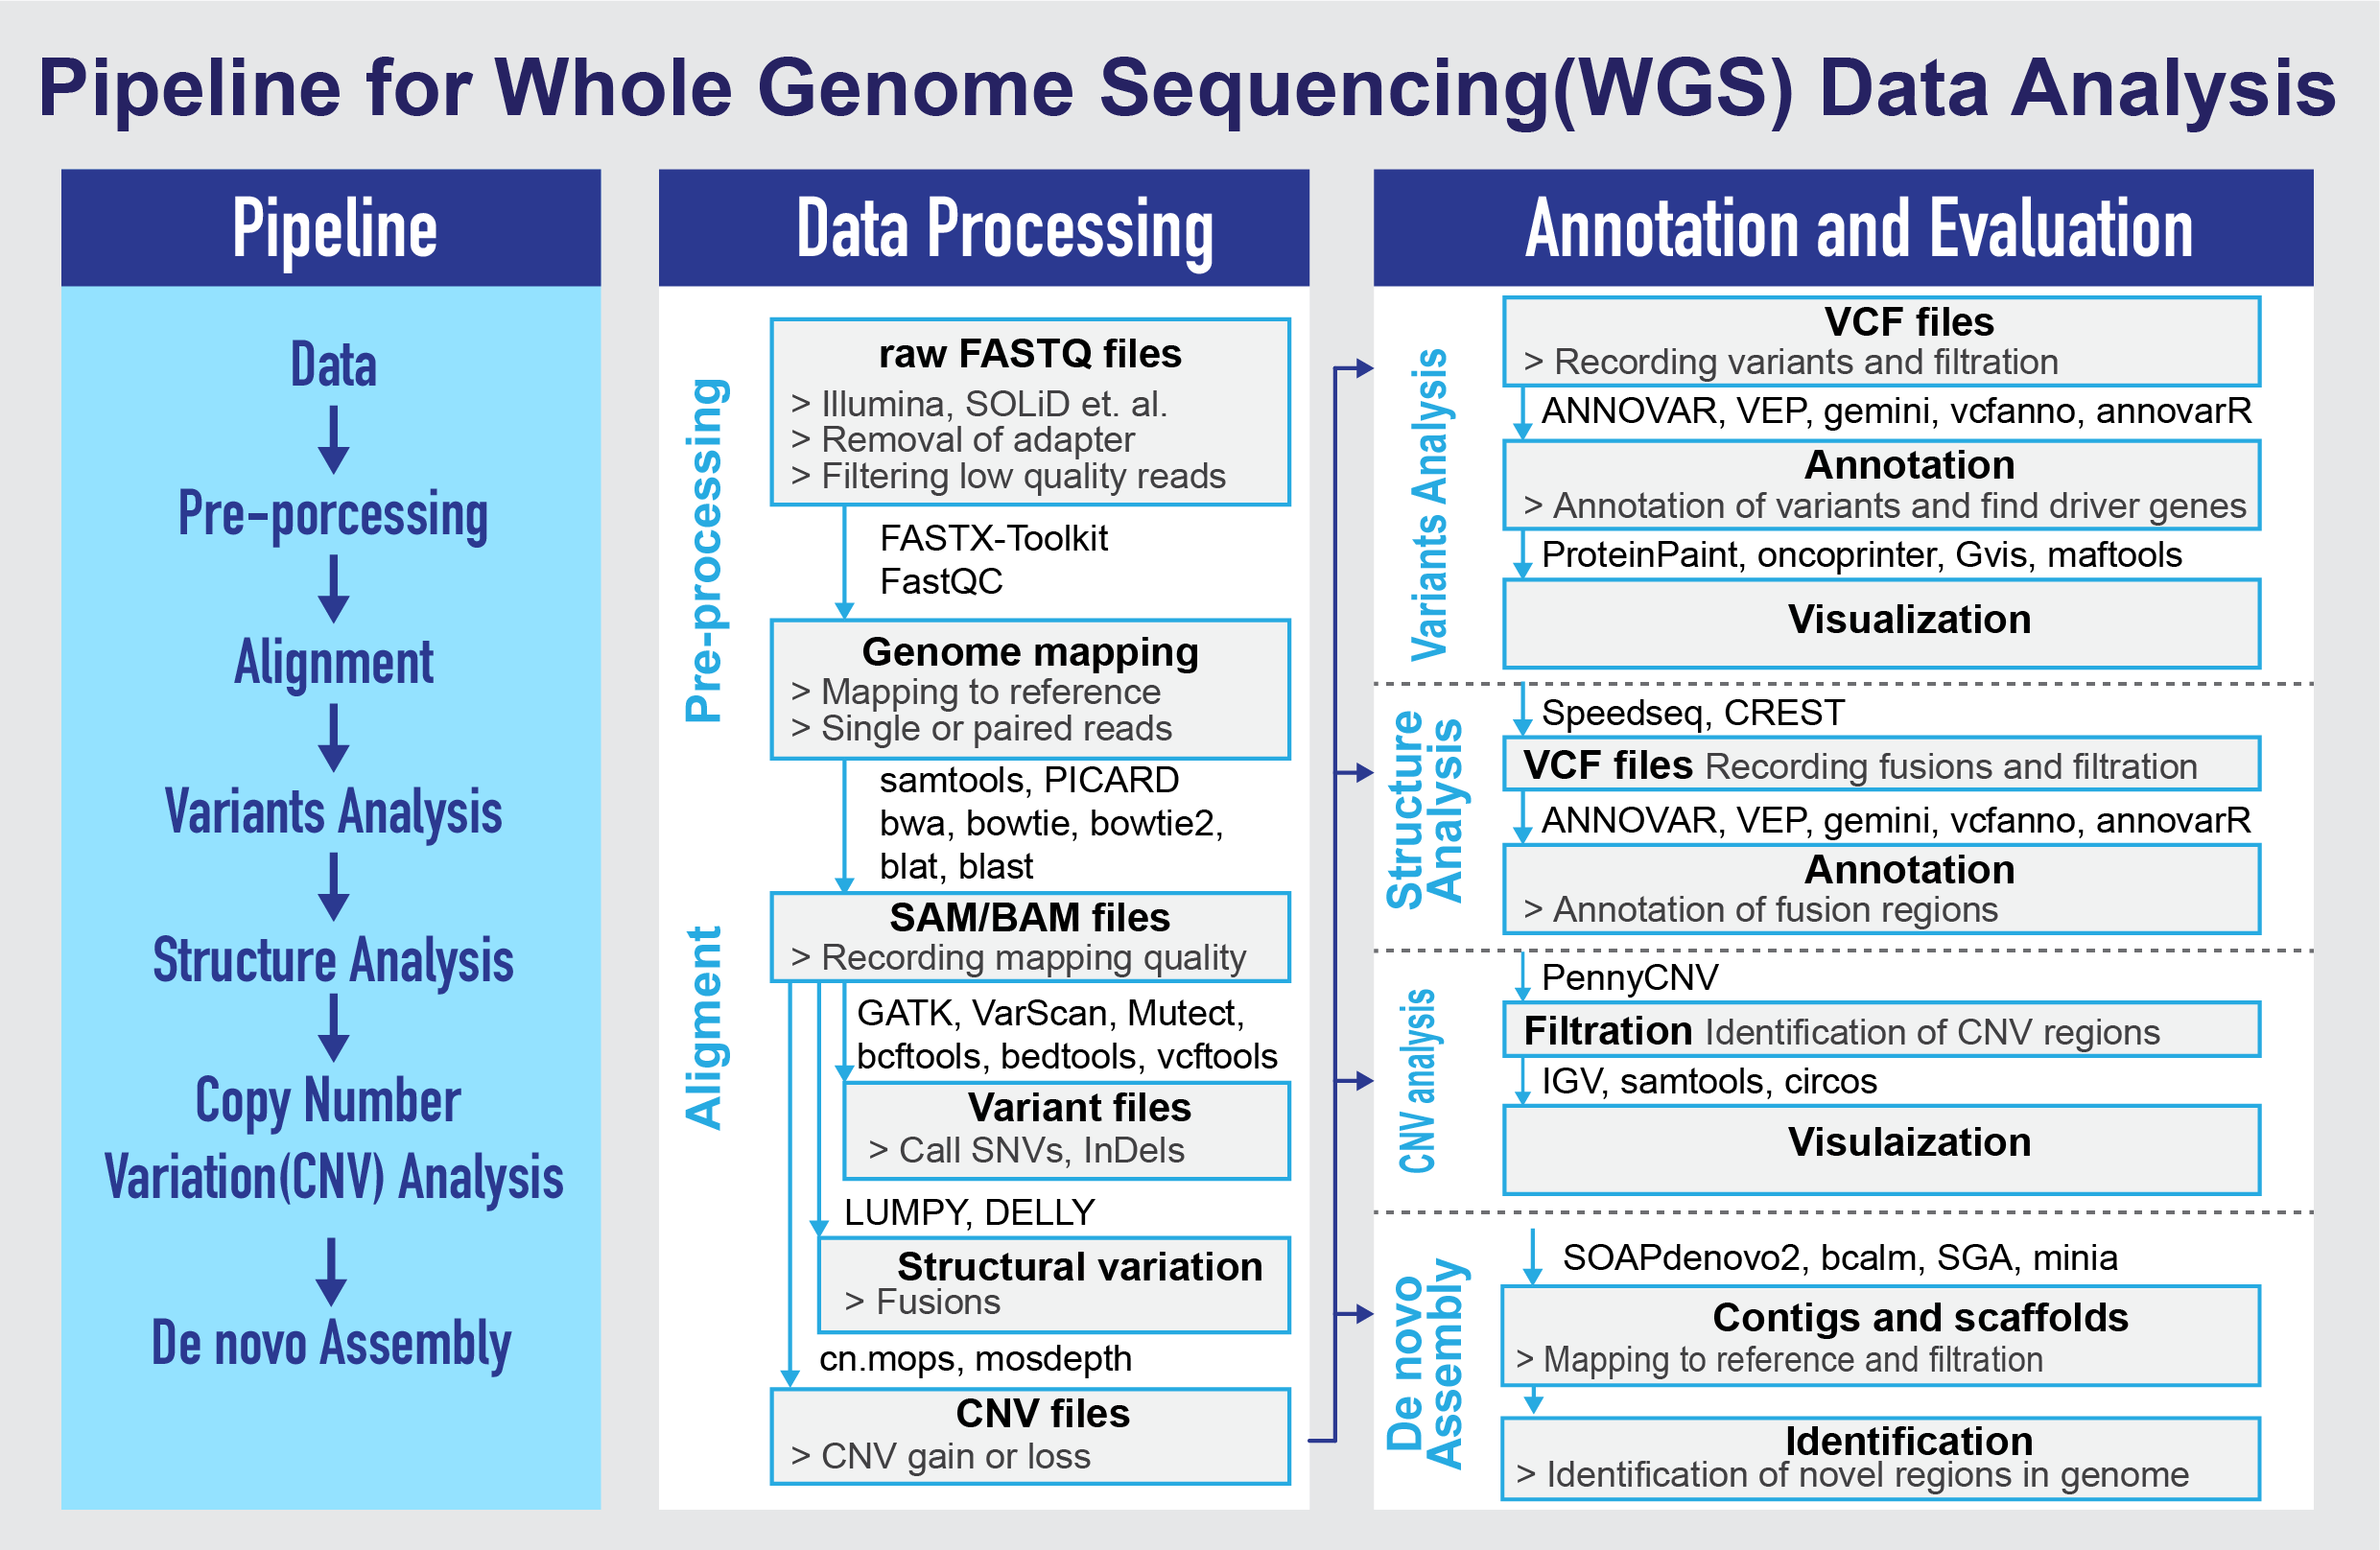 Pipeline for Whole Genome Sequencing(WGS) Data Analysis
Pipeline
Data
Pre-porcessing
Alignment
Variants Analysis
Structure Analysis
Copy Number
Variation(CNV) Analysis
De novo Assembly
Data Processing
Pre-processing
raw FASTQ files
> Illumina, SOLiD et. al.
> Removal of adapter
> Filtering low quality reads
FASTX-Toolkit
FastQC
Genome mapping
> Mapping to reference
> Single or paired reads
samtools, PICARD
bwa, bowtie, bowtie2,
blat, blast
Aligment
SAM/BAM files
> Recording mapping quality
GATK, VarScan, Mutect,
bcftools, bedtools, vcftools
Variant files
> Call SNVs, InDels
LUMPY, DELLY
Structural variation
> Fusions
cn.mops, mosdepth
CNV files
> CNV gain or loss
Annotation and Evaluation
Variants Analysis
VCF files
> Recording variants and filtration
ANNOVAR, VEP, gemini, vcfanno, annovarR
Annotation
> Annotation of variants and find driver genes
ProteinPaint, oncoprinter, Gvis, maftools
Visualization
Structure
Analysis
Speedseq, CREST
VCF files Recording fusions and filtration
ANNOVAR, VEP, gemini, vcfanno, annovarR
Annotation
> Annotation of fusion regions
CNV analysis
PennyCNV
Filtration Identification of CNV regions
IGV, samtools, circos
Visulaization
De novo
Assembly
SOAPdenovo2, bcalm, SGA, minia
Contigs and scaffolds
> Mapping to reference and filtration
Identification
> Identification of novel regions in genome